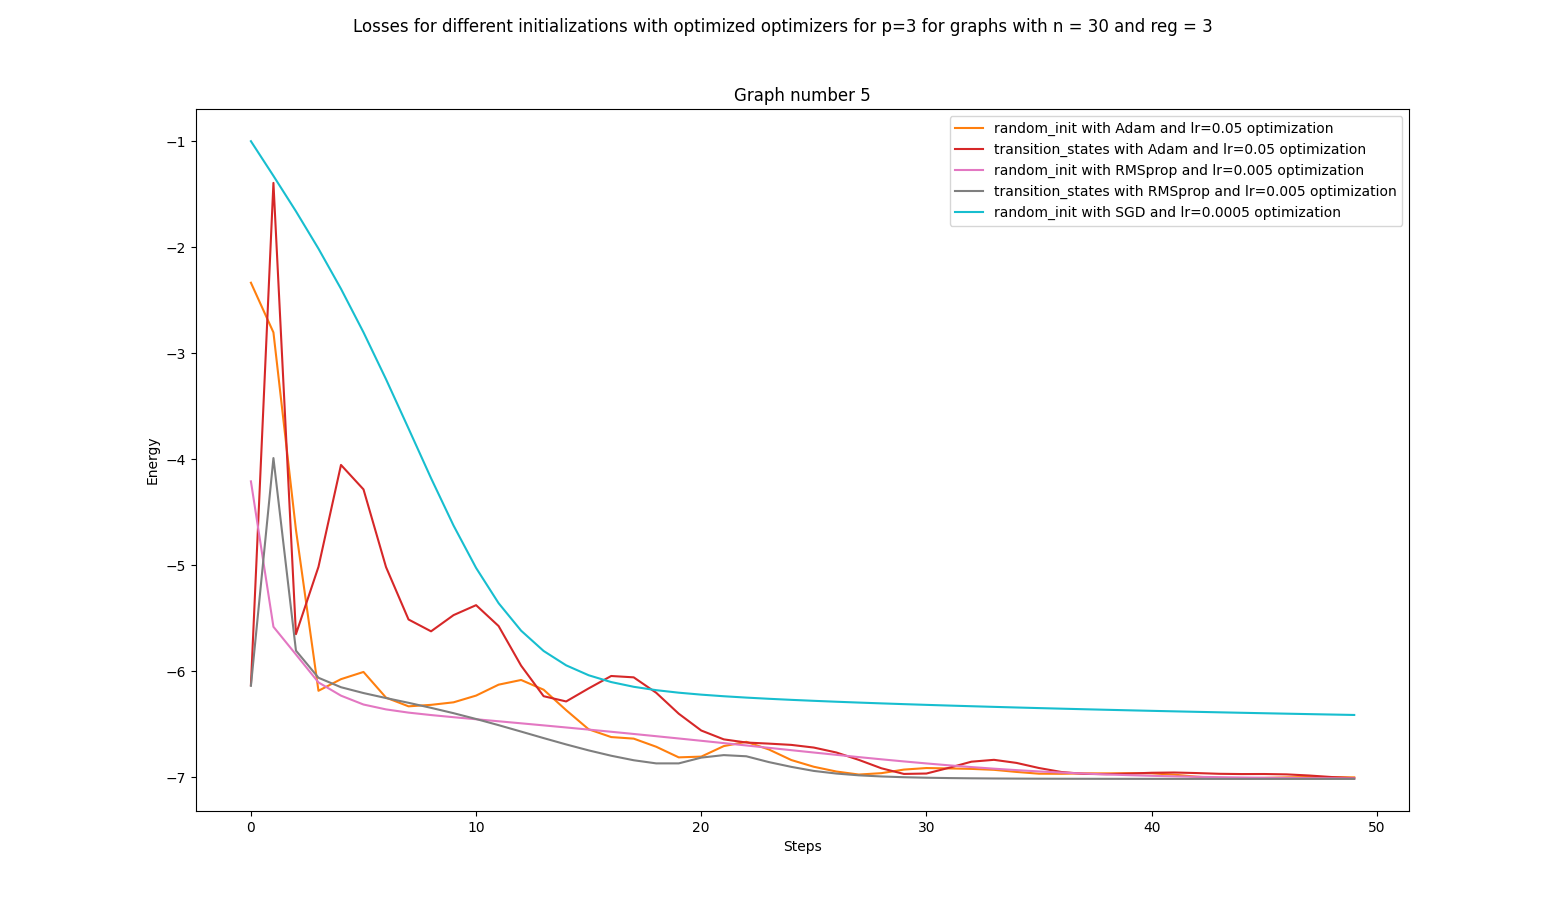 Losses for different initializations with optimized optimizers for p=3 for graphs with n = 30 and reg = 3
Graph number 5
random_init with Adam and lr=0.05 optimization
transition_states with Adam and lr=0.05 optimization
random_init with RMSprop and lr=0.005 optimization
transition_states with RMSprop and lr=0.005 optimization
random_init with SGD and lr=0.0005 optimization
Energy
−1
−2
−3
−4
−5
−6
−7
0 10 20 30 40 50
Steps